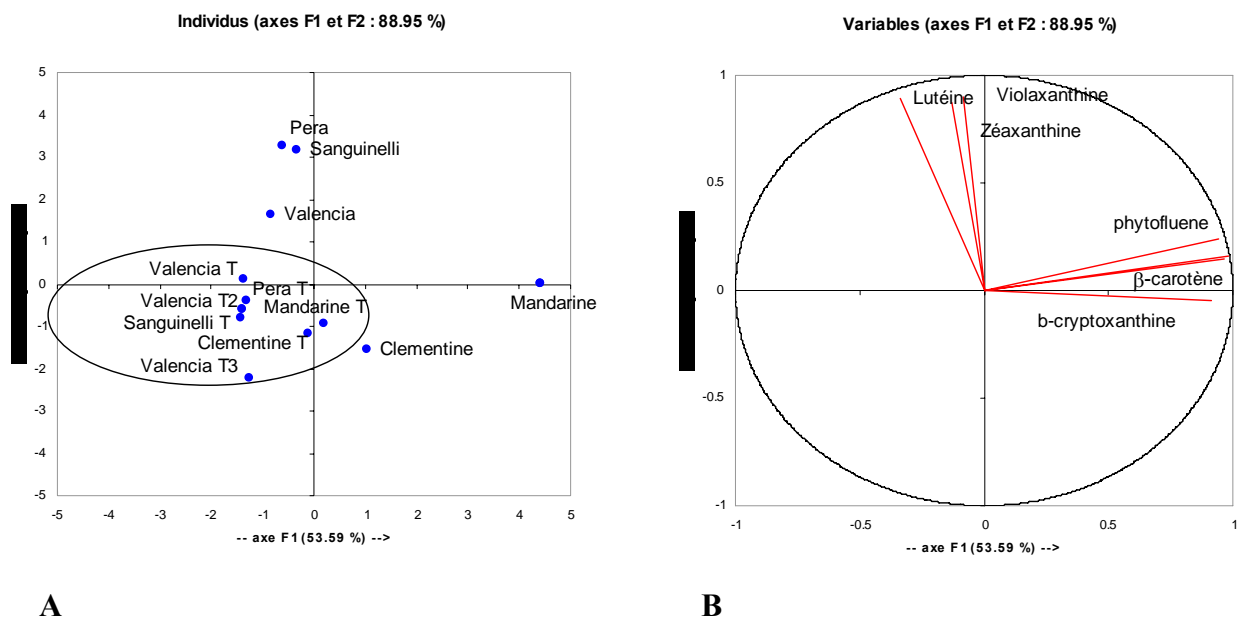 Individus (axes F1 et F2 : 88.95 %)
5
4
3
2
1
0
-1
-2
-3
-4
-5
Pera
Sanguinelli
Valencia
Valencia T
Pera T
Valencia T2
Mandarine T
Sanguinelli T
Clementine T
Valencia T3
Mandarine
Clementine
-5 -4 -3 -2 -1 0 1 2 3 4 5
-- axe F1 (53.59 %) -->
A
Variables (axes F1 et F2 : 88.95 %)
1
0.5
0
-0.5
-1
Lutéine
Violaxanthine
Zéaxanthine
phytofluene
β-carotène
b-cryptoxanthine
-1 -0.5 0 0.5 1
-- axe F1 (53.59 %) -->
B